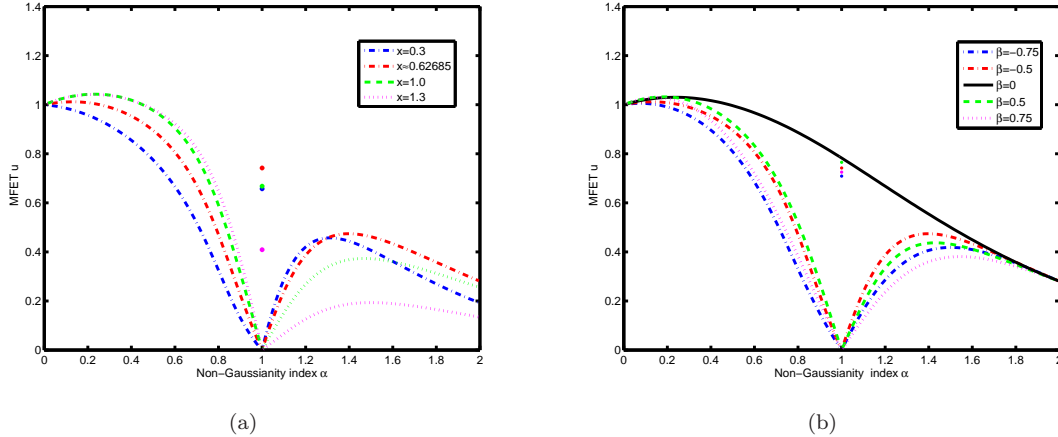 1.4
1.2
1
0.8
0.6
0.4
0.2
0
MFET u
x=0.3
x≈0.62685
x=1.0
x=1.3
0 0.2 0.4 0.6 0.8 1.0 1.2 1.4 1.6 1.8 2
Non-Gaussianity index α
(a)
1.4
1.2
1
0.8
0.6
0.4
0.2
0
MFET u
β=-0.75
β=-0.5
β=0
β=0.5
β=0.75
0 0.2 0.4 0.6 0.8 1.0 1.2 1.4 1.6 1.8 2
Non-Gaussianity index α
(b)